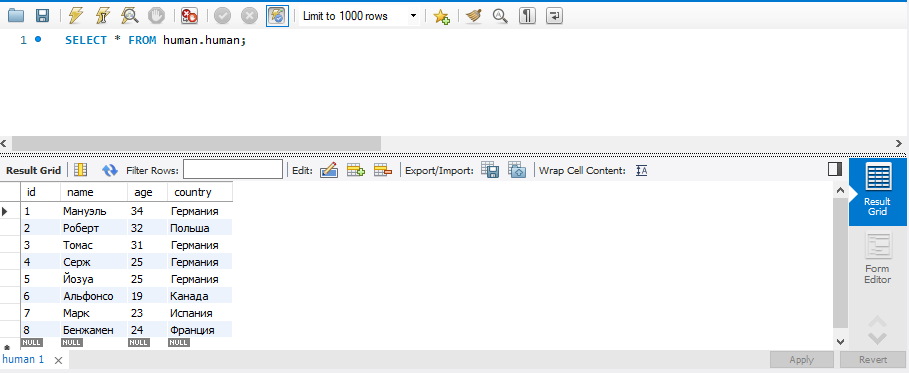 Limit to 1000 rows
1 SELECT * FROM human.human;
Result Grid Filter Rows: Edit: Export/Import: Wrap Cell Content:
id name age country
1 Мануэль 34 Германия
2 Роберт 32 Польша
3 Томас 31 Германия
4 Серж 25 Германия
5 Йозуа 25 Германия
6 Альфонсо 19 Канада
7 Марк 23 Испания
8 Бенжамен 24 Франция
NULL NULL NULL NULL
Result
Grid
Form
Editor
human 1 Apply Revert